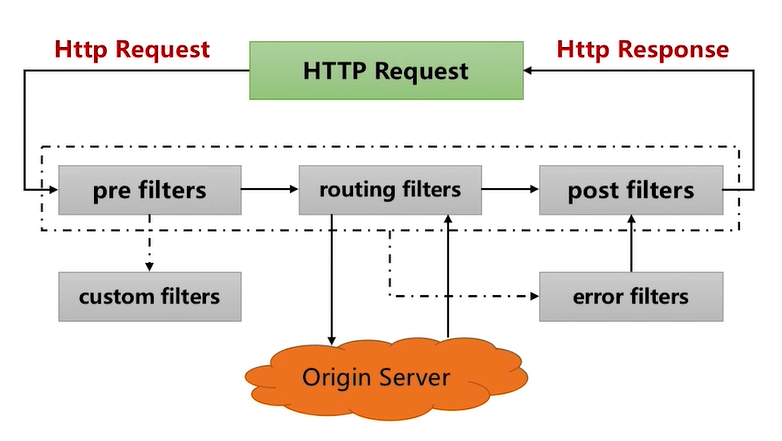 Http Request
HTTP Request
Http Response
pre filters
routing filters
post filters
custom filters
error filters
Origin Server